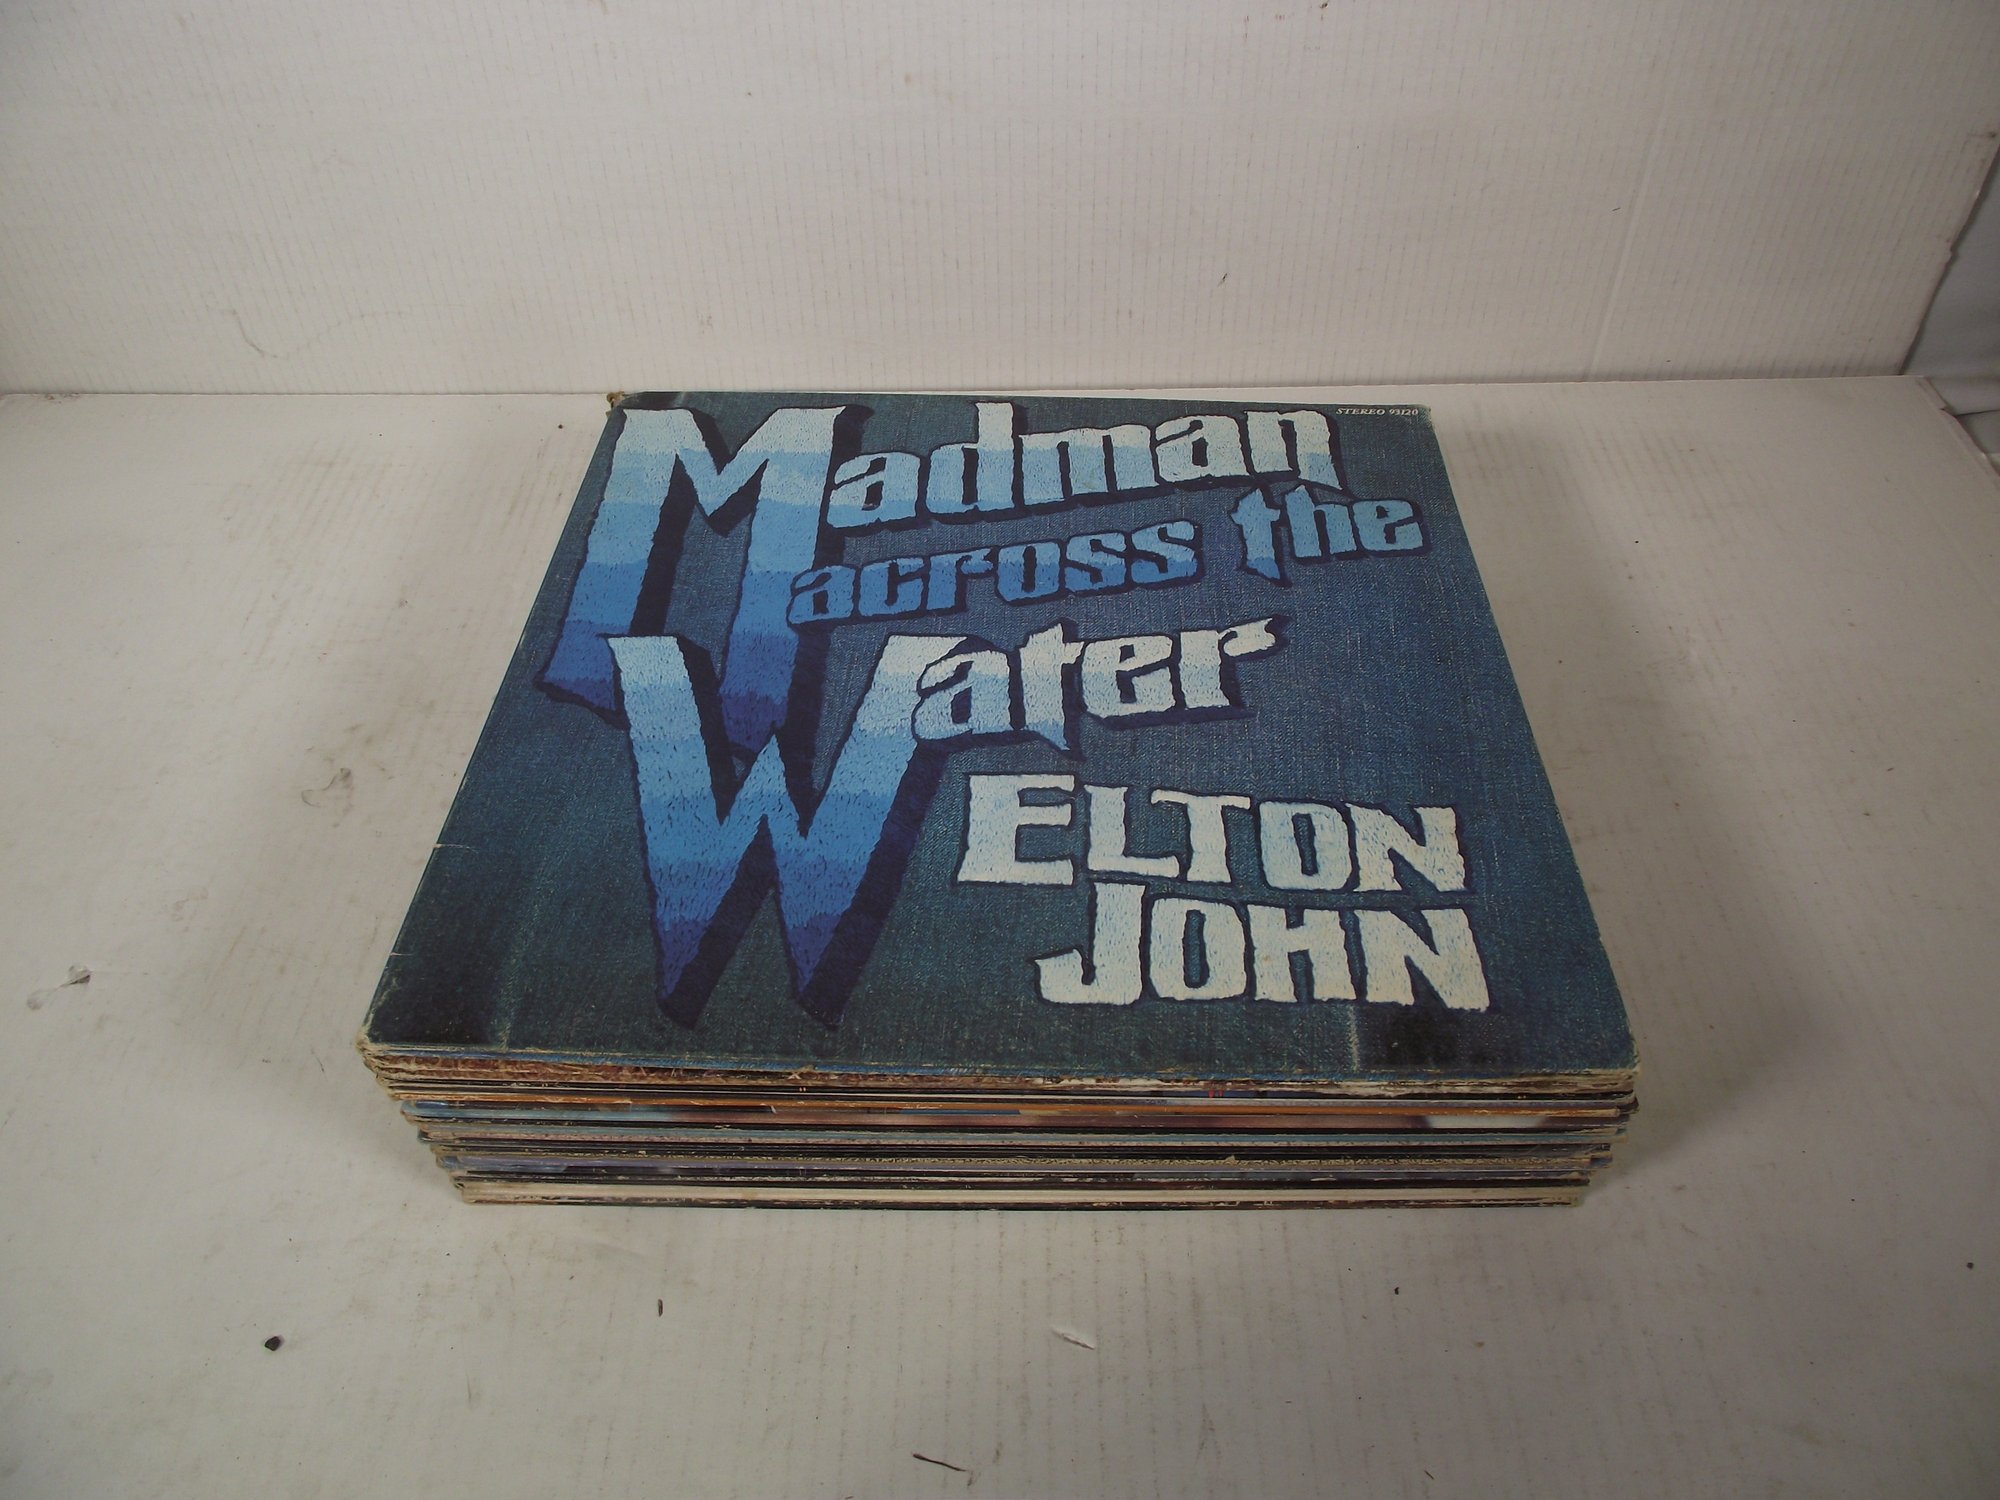 STEREO 93120
Madman
across the
Water
ELTON
JOHN